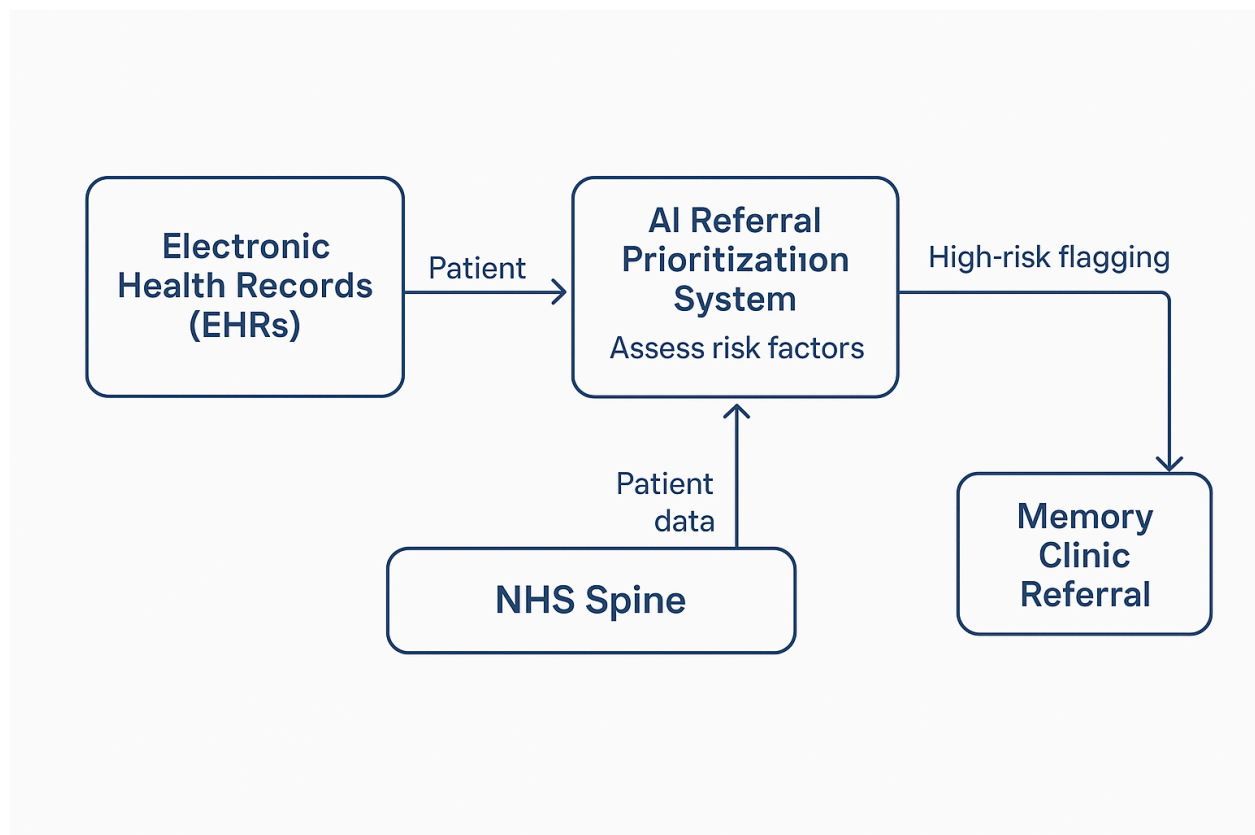 Electronic
Health Records
(EHRs)
Patient
AI Referral
Prioritizatiıon
System
Assess risk factors
High-risk flagging
Patient
data
NHS Spine
Memory
Clinic
Referral